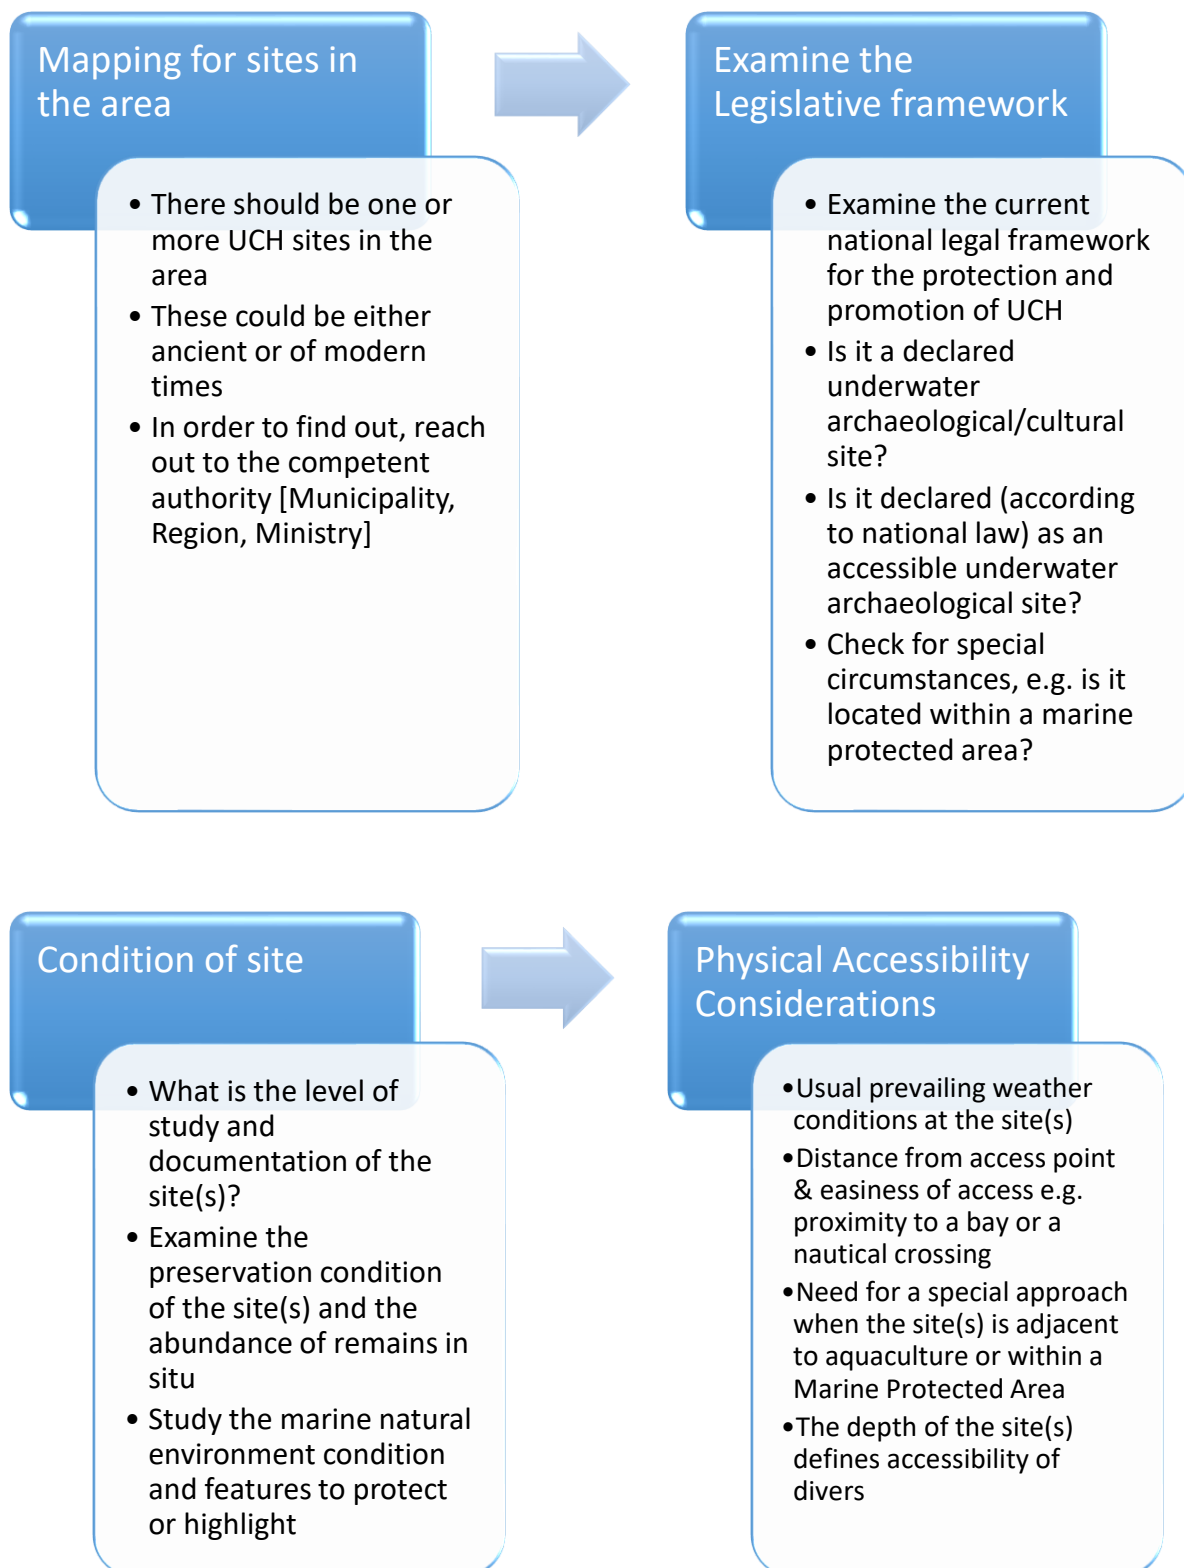 Mapping for sites in
the area
• There should be one or
more UCH sites in the
area
• These could be either
ancient or of modern
times
• In order to find out, reach
out to the competent
authority [Municipality,
Region, Ministry]
Examine the
Legislative framework
• Examine the current
national legal framework
for the protection and
promotion of UCH
• Is it a declared
underwater
archaeological/cultural
site?
• Is it declared (according
to national law) as an
accessible underwater
archaeological site?
• Check for special
circumstances, e.g. is it
located within a marine
protected area?
Condition of site
• What is the level of
study and
documentation of the
site(s)?
• Examine the
preservation condition
of the site(s) and the
abundance of remains in
situ
• Study the marine natural
environment condition
and features to protect
or highlight
Physical Accessibility
Considerations
•Usual prevailing weather
conditions at the site(s)
•Distance from access point
& easiness of access e.g.
proximity to a bay or a
nautical crossing
•Need for a special approach
when the site(s) is adjacent
to aquaculture or within a
Marine Protected Area
•The depth of the site(s)
defines accessibility of
divers